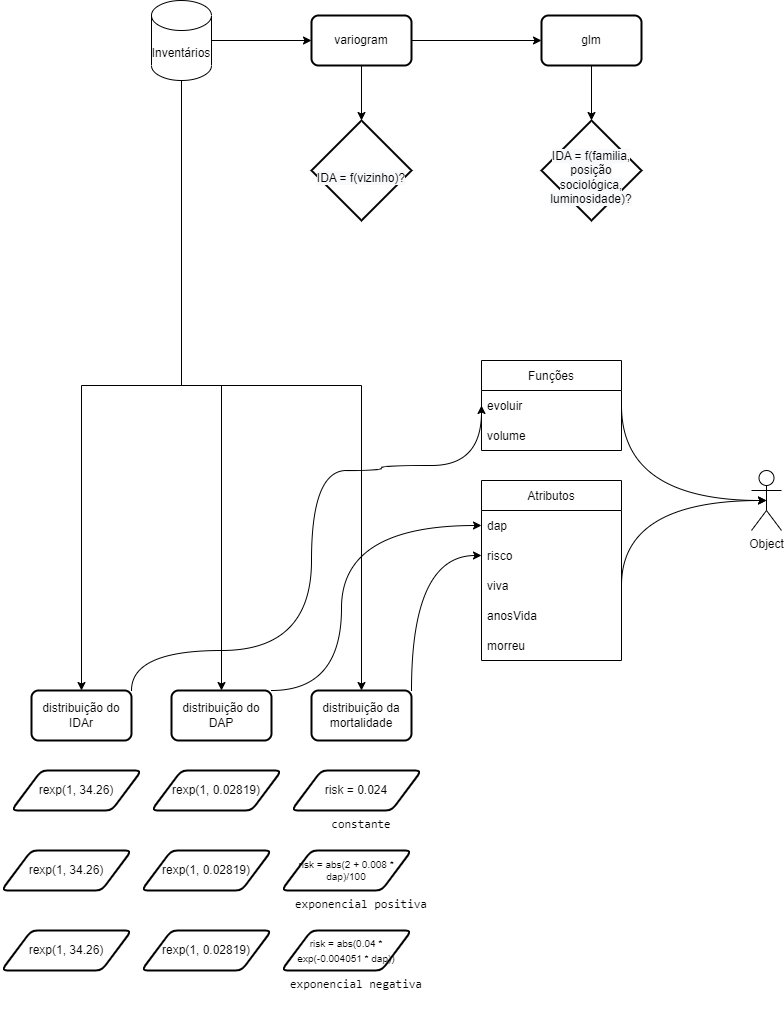 Inventários
variogram
glm
IDA = f(vizinho)?
IDA = f(familia,
posição
sociológica,
luminosidade)?
Funções
evoluir
volume
Atributos
dap
risco
viva
anosVida
morreu
Object
distribuição do
IDAr
distribuição do
DAP
distribuição da
mortalidade
rexp(1, 34.26)
rexp(1, 0.02819)
risk = 0.024
constante
rexp(1, 34.26)
rexp(1, 0.02819)
risk = abs(2 + 0.008 *
dap)/100
exponencial positiva
rexp(1, 34.26)
rexp(1, 0.02819)
risk = abs(0.04 *
exp(-0.004051 * dap))
exponencial negativa